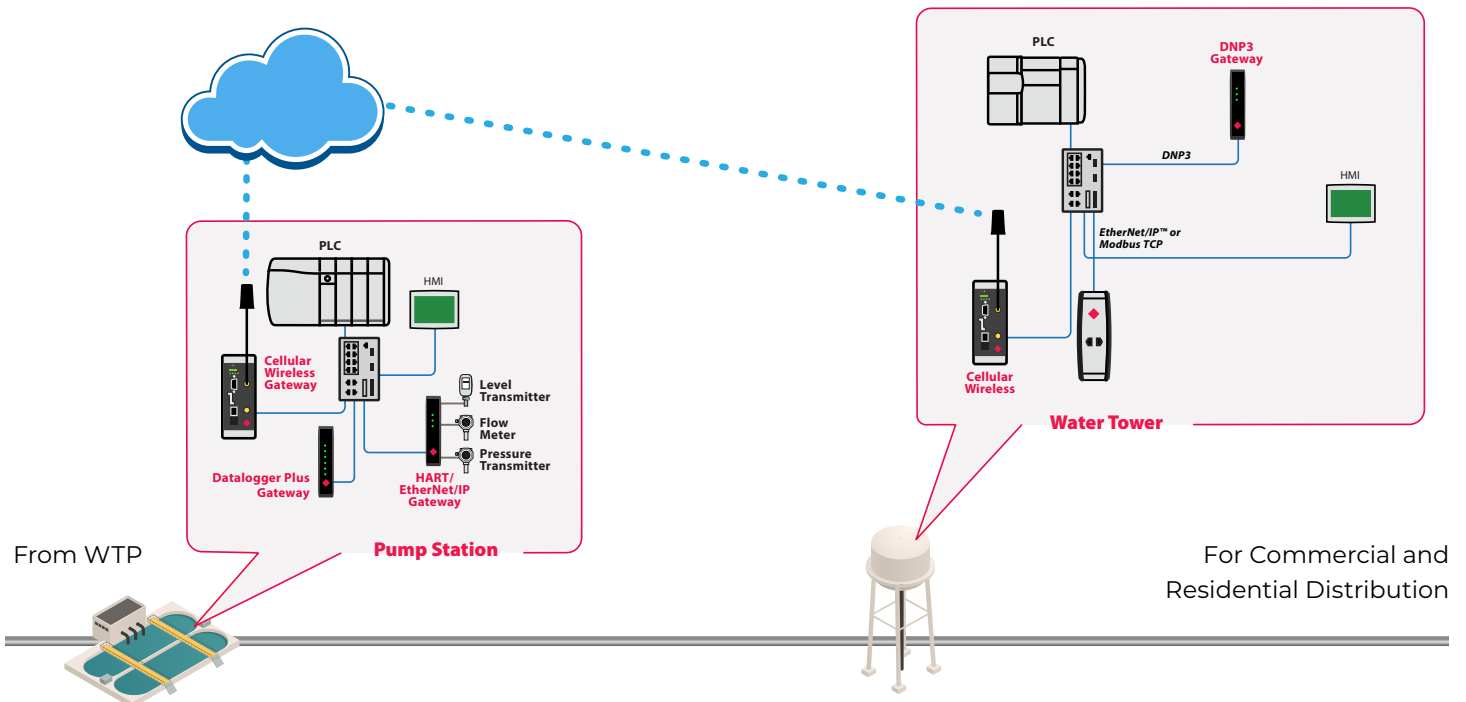 PLC
DNP3
Gateway
DNP3
HMI
EtherNet/IP™ or
Modbus TCP
Cellular
Wireless
Water Tower
PLC
HMI
Cellular
Wireless
Gateway
Level
Transmitter
Flow
Meter
Pressure
Transmitter
Datalogger Plus
Gateway
HART/
EtherNet/IP
Gateway
Pump Station
From WTP
For Commercial and
Residential Distribution